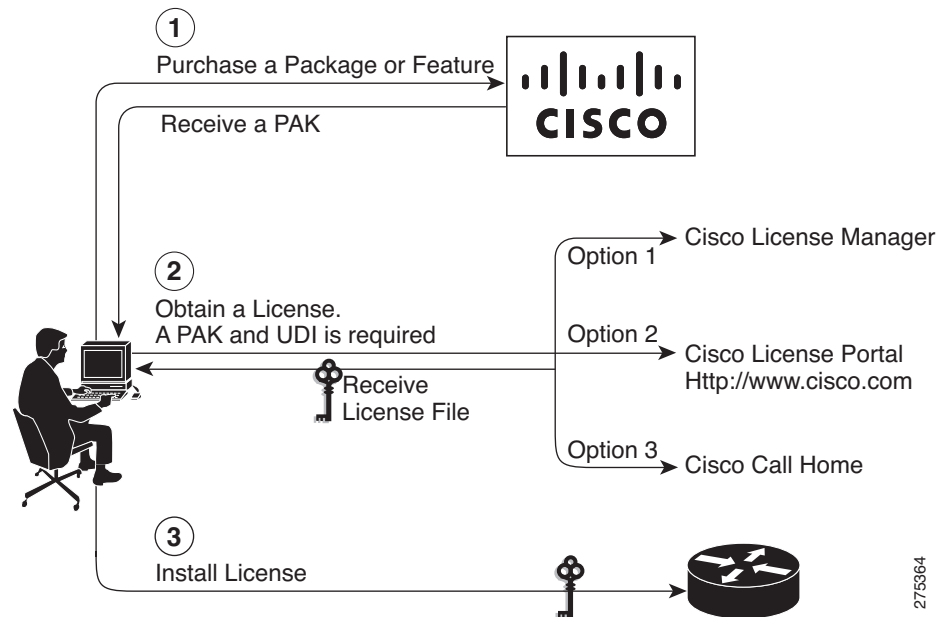 1
Purchase a Package or Feature
CISCO
Receive a PAK
Cisco License Manager
Option 1
2
Obtain a License.
A PAK and UDI is required
Option 2
Cisco License Portal
Http://www.cisco.com
Receive
License File
Option 3
Cisco Call Home
3
Install License
275364